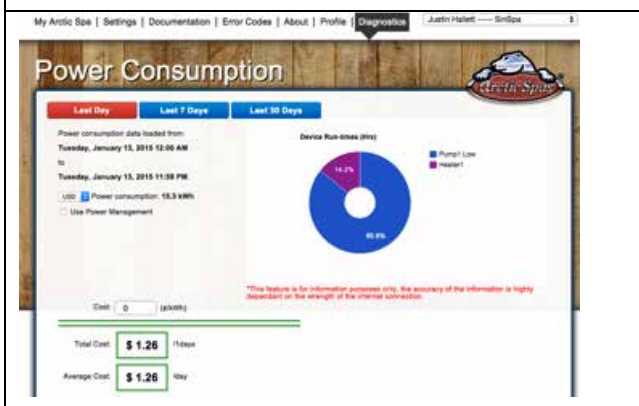 My Arctic Spa | Settings | Documentation | Error Codes | About | Profile | Diagnostics
Justin Hallett ---- SinSpa
Power Consumption
Arctic Spas
Last Day
Last 7 Days
Last 30 Days
Power consumption data loaded from:
Tuesday, January 13, 2015 12:00 AM
to
Tuesday, January 13, 2015 11:59 PM.
USD Power consumption: 15.3 kWh
Use Power Management
Device Run-times (Hrs)
14.2%
85.8%
Pump1 Low
Heater1
*This feature is for information purposes only, the accuracy of the information is highly
dependant on the strength of the internet connection.
Cost: 0 (¢/kWh)
Total Cost: $ 1.26 /1days
Average Cost: $ 1.26 /day